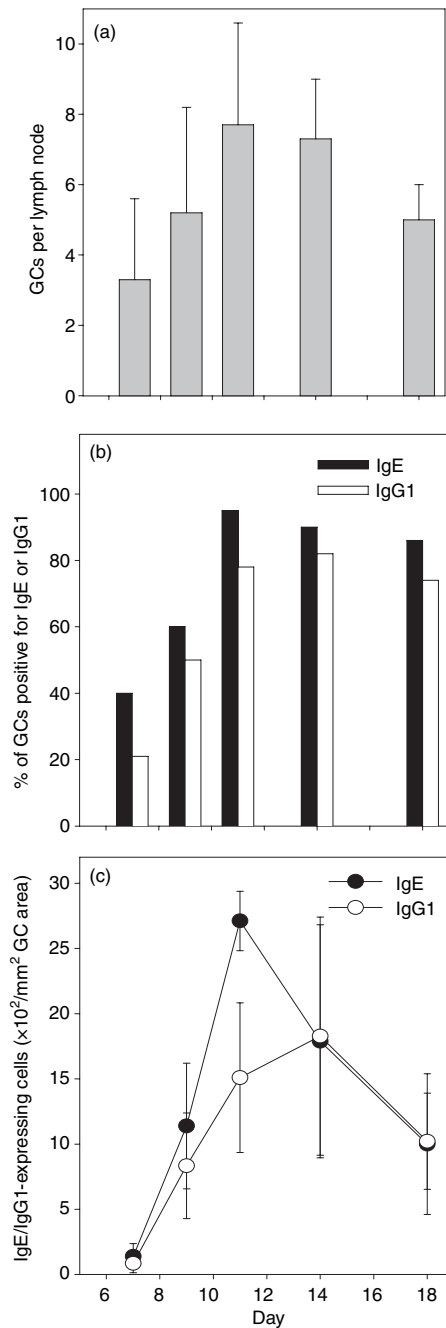 (a)
GCs per lymph node
10
8
6
4
2
0
(b)
IgE
IgG1
% of GCs positive for IgE or IgG1
100
80
60
40
20
0
(c)
IgE
IgG1
IgE/IgG1-expressing cells (×10²/mm² GC area)
30
25
20
15
10
5
0
6 8 10 12 14 16 18
Day